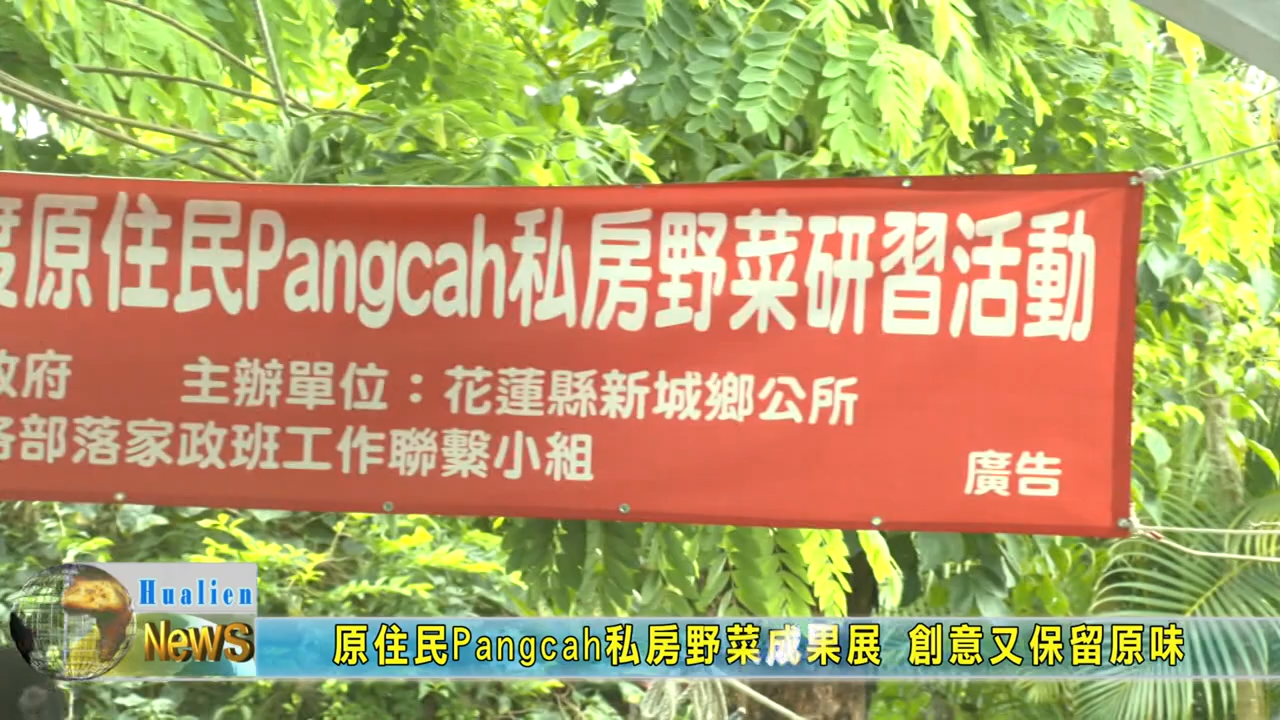 度原住民Pangcah私房野菜研習活動
政府 主辦單位：花蓮縣新城鄉公所
部落家政班工作聯繫小組
廣告
Hualien
News
原住民Pangcah私房野菜成果展 創意又保留原味